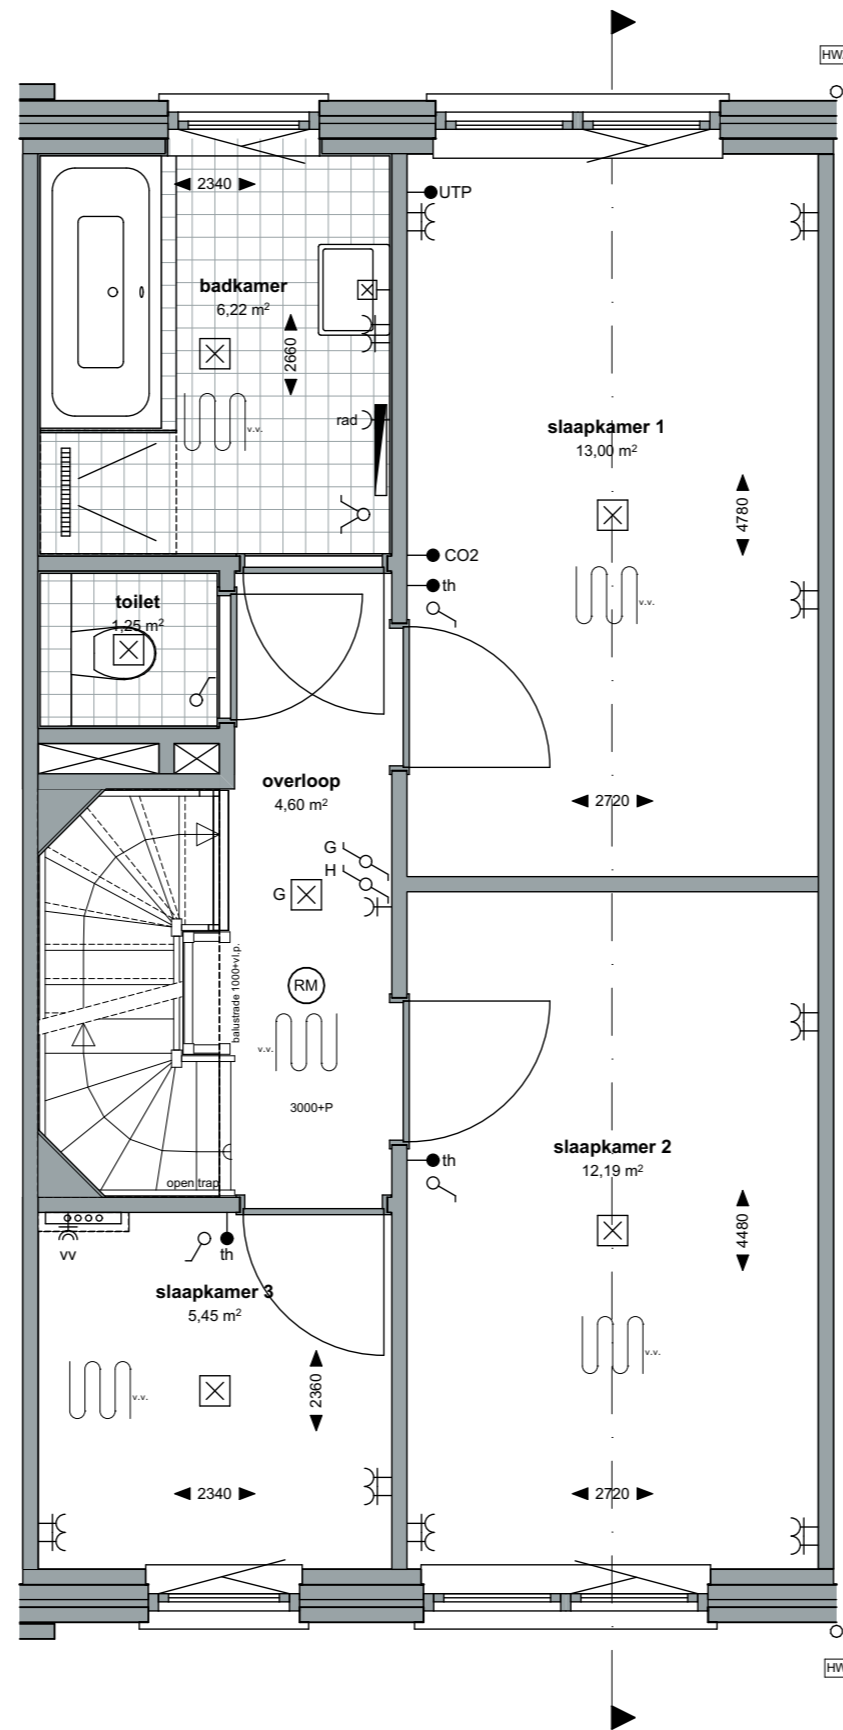 HW
2340
UTP
badkamer
6,22 m²
2660
rad
v.v.
slaapkamer 1
13,00 m²
4780
CO2
th
v.v.
toilet
1,25 m²
overloop
4,60 m²
2720
G
H
G
balustrade 1000+vl.p.
RM
v.v.
3000+P
th
slaapkamer 2
12,19 m²
open trap
4480
vv
th
slaapkamer 3
5,45 m²
v.v.
2360
v.v.
2340
2720
HW